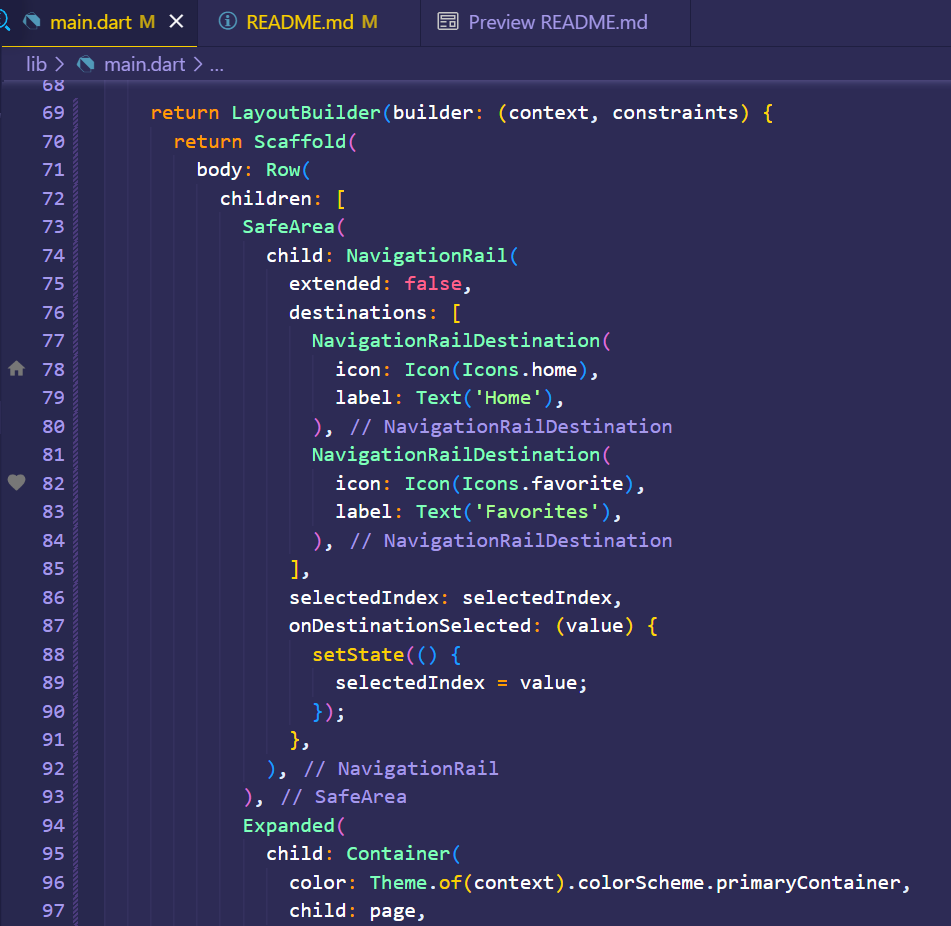 main.dart M README.md M Preview README.md
lib > main.dart > ...
68
69 return LayoutBuilder(builder: (context, constraints) {
70 return Scaffold(
71 body: Row(
72 children: [
73 SafeArea(
74 child: NavigationRail(
75 extended: false,
76 destinations: [
77 NavigationRailDestination(
78 icon: Icon(Icons.home),
79 label: Text('Home'),
80 ), // NavigationRailDestination
81 NavigationRailDestination(
82 icon: Icon(Icons.favorite),
83 label: Text('Favorites'),
84 ), // NavigationRailDestination
85 ],
86 selectedIndex: selectedIndex,
87 onDestinationSelected: (value) {
88 setState(() {
89 selectedIndex = value;
90 });
91 },
92 ), // NavigationRail
93 ), // SafeArea
94 Expanded(
95 child: Container(
96 color: Theme.of(context).colorScheme.primaryContainer,
97 child: page,